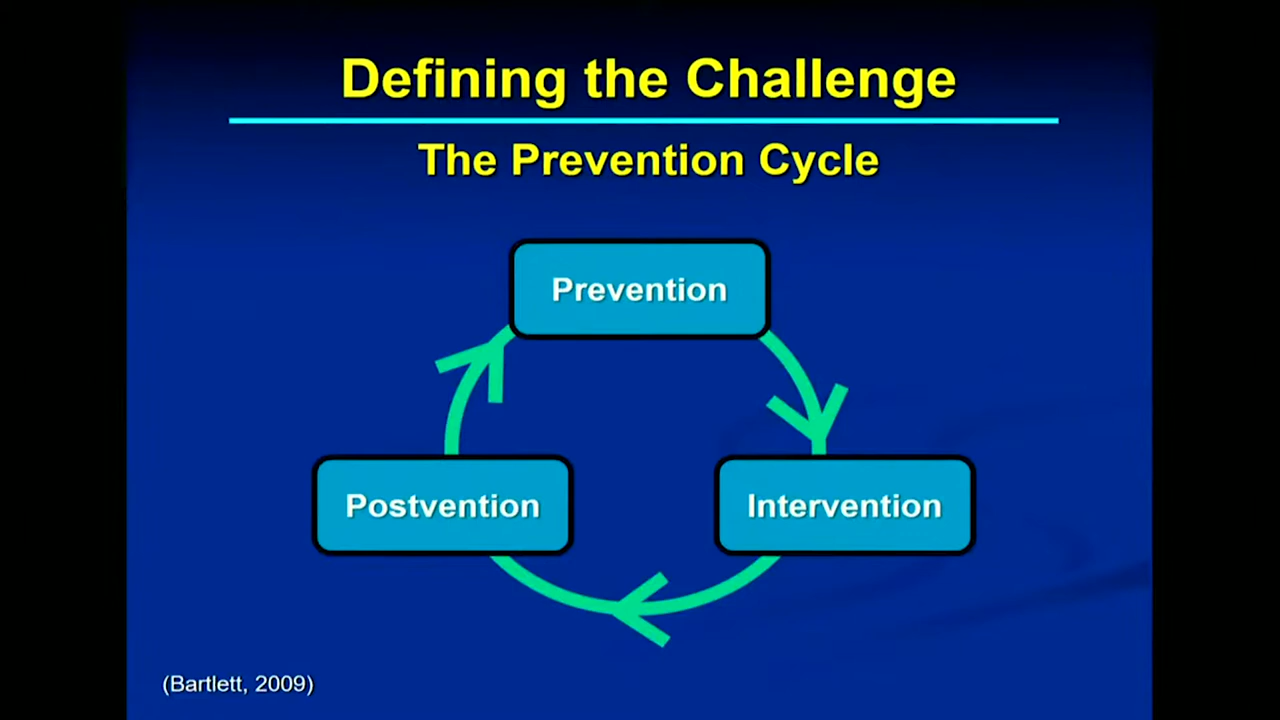 Defining the Challenge
The Prevention Cycle
Prevention
Postvention
Intervention
(Bartlett, 2009)